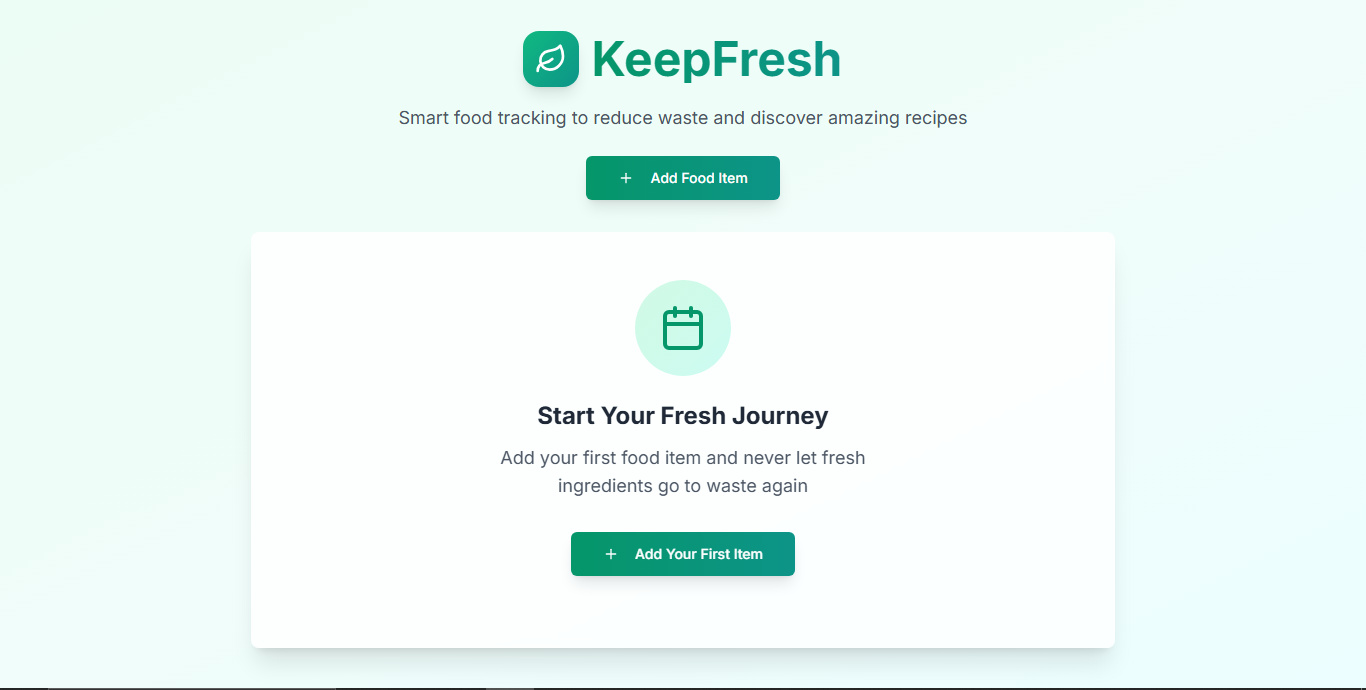 KeepFresh
Smart food tracking to reduce waste and discover amazing recipes
+ Add Food Item
Start Your Fresh Journey
Add your first food item and never let fresh
ingredients go to waste again
+ Add Your First Item